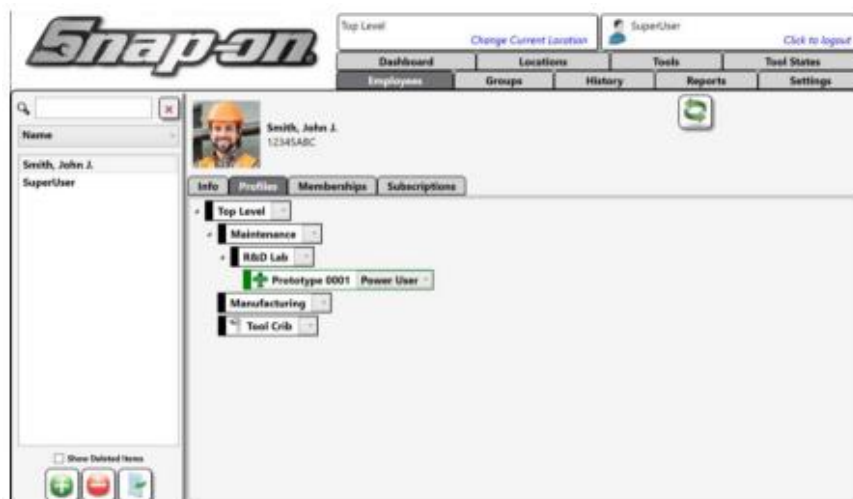 Snap-on
Top Level
Change Current Location
SuperUser
Click to logout
Dashboard Locations Tools Tool States
Employees Groups History Reports Settings
Name
Smith, John J.
SuperUser
Show Deleted Items
Smith, John J.
12345ABC
Info Profiles Memberships Subscriptions
Top Level
Maintenance
R&D Lab
Prototype 0001 Power User
Manufacturing
Tool Crib